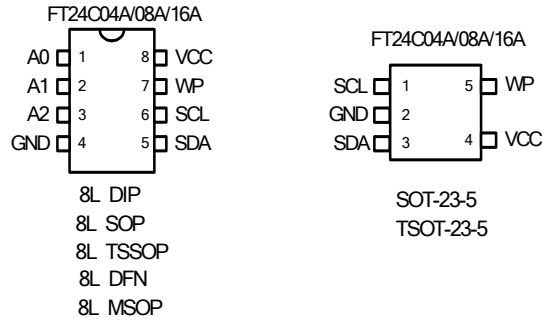 FT24C04A/08A/16A
A0 1 8 VCC
A1 2 7 WP
A2 3 6 SCL
GND 4 5 SDA
8L DIP
8L SOP
8L TSSOP
8L DFN
8L MSOP
FT24C04A/08A/16A
SCL 1 5 WP
GND 2
SDA 3 4 VCC
SOT-23-5
TSOT-23-5